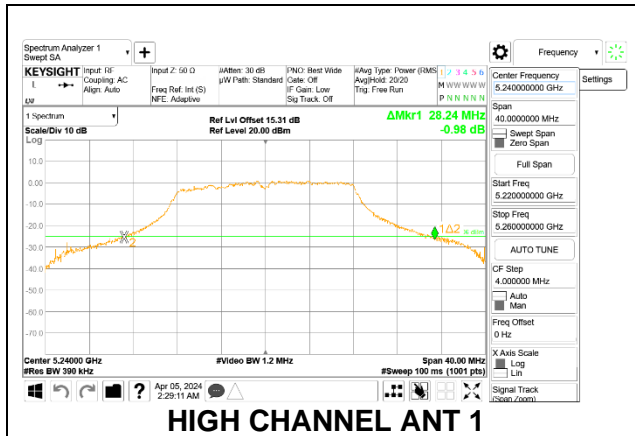 Spectrum Analyzer 1
Swept SA
Frequency
KEYSIGHT
Input: RF
Coupling: AC
Align: Auto
Input Z: 50 Ω
Freq Ref: Int (S)
NFE: Adaptive
#Atten: 30 dB
µW Path: Standard
PNO: Best Wide
Gate: Off
IF Gain: Low
Sig Track: Off
#Avg Type: Power (RMS
Avg|Hold: 20/20
Trig: Free Run
1 2 3 4 5 6
M W W W W W
P N N N N N
L
1 Spectrum
Scale/Div 10 dB
Log
Ref Lvl Offset 15.31 dB
Ref Level 20.00 dBm
ΔMkr1 28.24 MHz
-0.98 dB
10.0
0.00
-10.0
-20.0
-30.0
-40.0
-50.0
-60.0
-70.0
2
1Δ2
Center 5.24000 GHz
#Res BW 390 kHz
#Video BW 1.2 MHz
Span 40.00 MHz
#Sweep 100 ms (1001 pts)
Apr 05, 2024
2:29:11 AM
Center Frequency
5.240000000 GHz
Settings
Span
40.0000000 MHz
Swept Span
Zero Span
Full Span
Start Freq
5.220000000 GHz
Stop Freq
5.260000000 GHz
AUTO TUNE
CF Step
4.000000 MHz
Auto
Man
Freq Offset
0 Hz
X Axis Scale
Log
Lin
Signal Track
(Span Zoom)
HIGH CHANNEL ANT 1